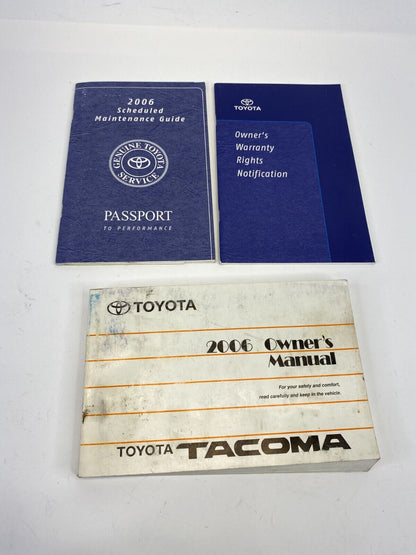 2006
Scheduled
Maintenance Guide
GENUINE TOYOTA
SERVICE
PASSPORT
TO PERFORMANCE
TOYOTA
Owner's
Warranty
Rights
Notification
TOYOTA
2006 Owner's
Manual
For your safety and comfort,
read carefully and keep in the vehicle.
TOYOTA TACOMA